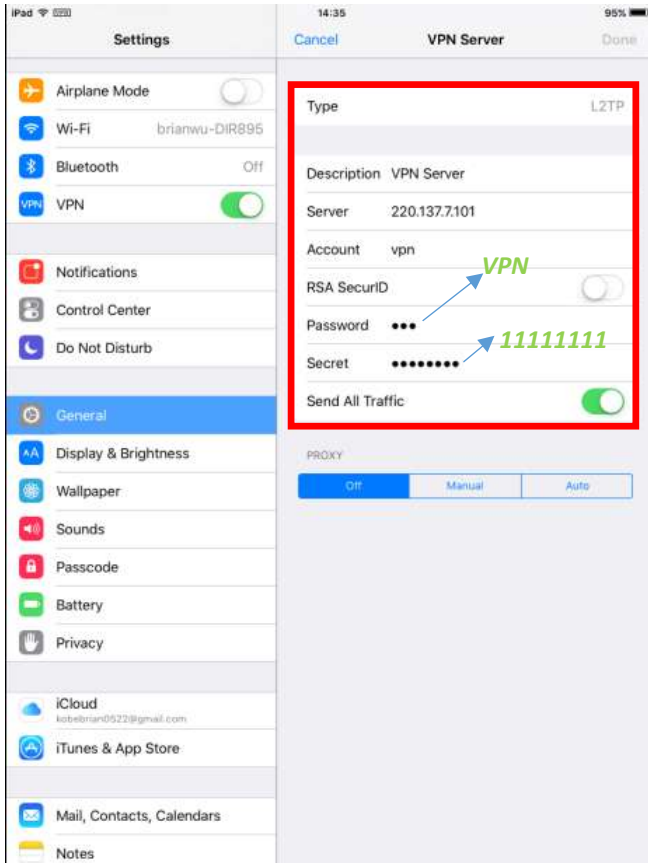 iPad 14:35 95%
Settings
Cancel VPN Server Done
Airplane Mode
Wi-Fi brianwu-DIR895
Bluetooth Off
VPN VPN
Notifications
Control Center
Do Not Disturb
General
AA Display & Brightness
Wallpaper
Sounds
Passcode
Battery
Privacy
iCloud
kobebrian0522@gmail.com
iTunes & App Store
Mail, Contacts, Calendars
Notes
Type L2TP
Description VPN Server
Server 220.137.7.101
Account vpn
VPN
RSA SecurID
Password •••
11111111
Secret ••••••••
Send All Traffic
PROXY
Off Manual Auto